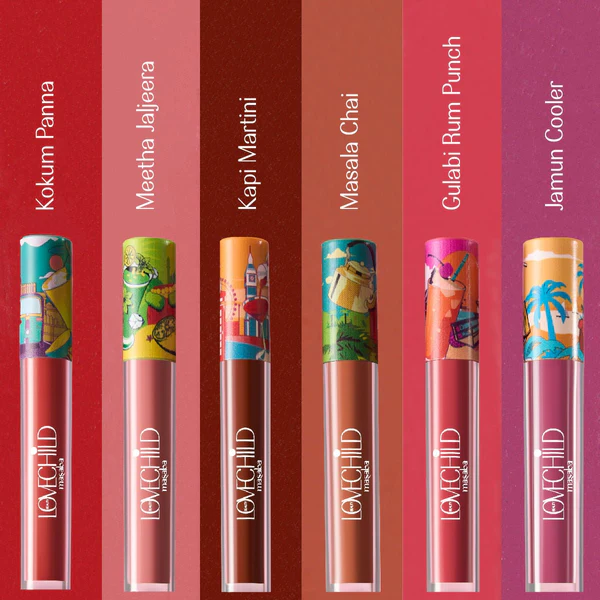 Kokum Panna
Meetha Jaljeera
Kapi Martini
Masala Chai
Gulabi Rum Punch
Jamun Cooler
LOVECHILD
masaba
LOVECHILD
masaba
LOVECHILD
masaba
LOVECHILD
masaba
LOVECHILD
masaba
LOVECHILD
masaba